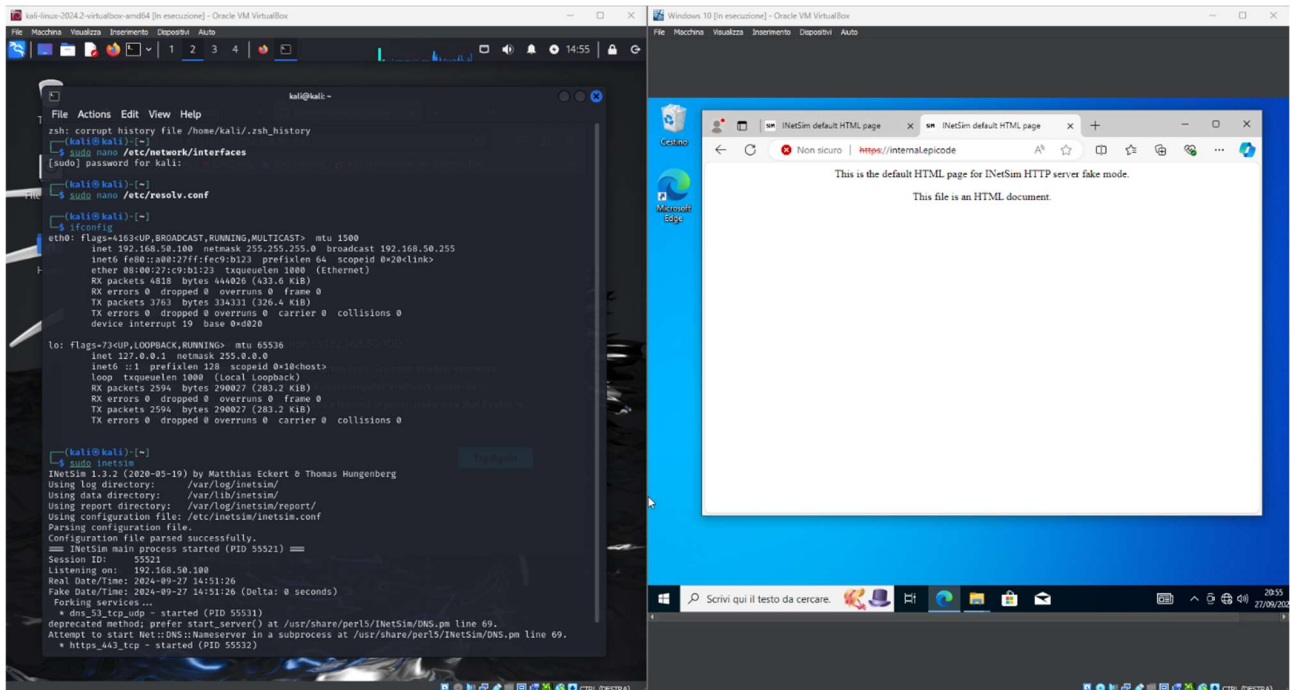 kali-linux-2024.2-virtualbox-amd64 [In esecuzione] - Oracle VM VirtualBox
File Macchina Visualizza Inserimento Dispositivi Aiuto
1 2 3 4 14:55
kali@kali: ~
File Actions Edit View Help
zsh: corrupt history file /home/kali/.zsh_history
(kali㉿kali)-[~]
$ sudo nano /etc/network/interfaces
[sudo] password for kali:
(kali㉿kali)-[~]
$ sudo nano /etc/resolv.conf
(kali㉿kali)-[~]
$ ifconfig
eth0: flags=4163<UP,BROADCAST,RUNNING,MULTICAST> mtu 1500
inet 192.168.50.100 netmask 255.255.255.0 broadcast 192.168.50.255
inet6 fe80::a00:27ff:fec9:b123 prefixlen 64 scopeid 0×20<link>
ether 08:00:27:c9:b1:23 txqueuelen 1000 (Ethernet)
RX packets 4818 bytes 444026 (433.6 KiB)
RX errors 0 dropped 0 overruns 0 frame 0
TX packets 3763 bytes 334331 (326.4 KiB)
TX errors 0 dropped 0 overruns 0 carrier 0 collisions 0
device interrupt 19 base 0×d020
lo: flags=73<UP,LOOPBACK,RUNNING> mtu 65536
inet 127.0.0.1 netmask 255.0.0.0
inet6 ::1 prefixlen 128 scopeid 0×10<host>
loop txqueuelen 1000 (Local Loopback)
RX packets 2594 bytes 290027 (283.2 KiB)
RX errors 0 dropped 0 overruns 0 frame 0
TX packets 2594 bytes 290027 (283.2 KiB)
TX errors 0 dropped 0 overruns 0 carrier 0 collisions 0
(kali㉿kali)-[~]
$ sudo inetsim
INetSim 1.3.2 (2020-05-19) by Matthias Eckert & Thomas Hungenberg
Using log directory: /var/log/inetsim/
Using data directory: /var/lib/inetsim/
Using report directory: /var/log/inetsim/report/
Using configuration file: /etc/inetsim/inetsim.conf
Parsing configuration file.
Configuration file parsed successfully.
=== INetSim main process started (PID 55521) ===
Session ID: 55521
Listening on: 192.168.50.100
Real Date/Time: 2024-09-27 14:51:26
Fake Date/Time: 2024-09-27 14:51:26 (Delta: 0 seconds)
Forking services...
* dns_53_tcp_udp - started (PID 55531)
deprecated method; prefer start_server() at /usr/share/perl5/INetSim/DNS.pm line 69.
Attempt to start Net::DNS::Nameserver in a subprocess at /usr/share/perl5/INetSim/DNS.pm line 69.
* https_443_tcp - started (PID 55532)
CTRL (DESTRA)
Windows 10 [In esecuzione] - Oracle VM VirtualBox
File Macchina Visualizza Inserimento Dispositivi Aiuto
Cestino
Microsoft Edge
INetSim default HTML page
INetSim default HTML page
Non sicuro https://internal.epicode
This is the default HTML page for INetSim HTTP server fake mode.
This file is an HTML document.
Scrivi qui il testo da cercare.
20:55
27/09/202
CTRL (DESTRA)